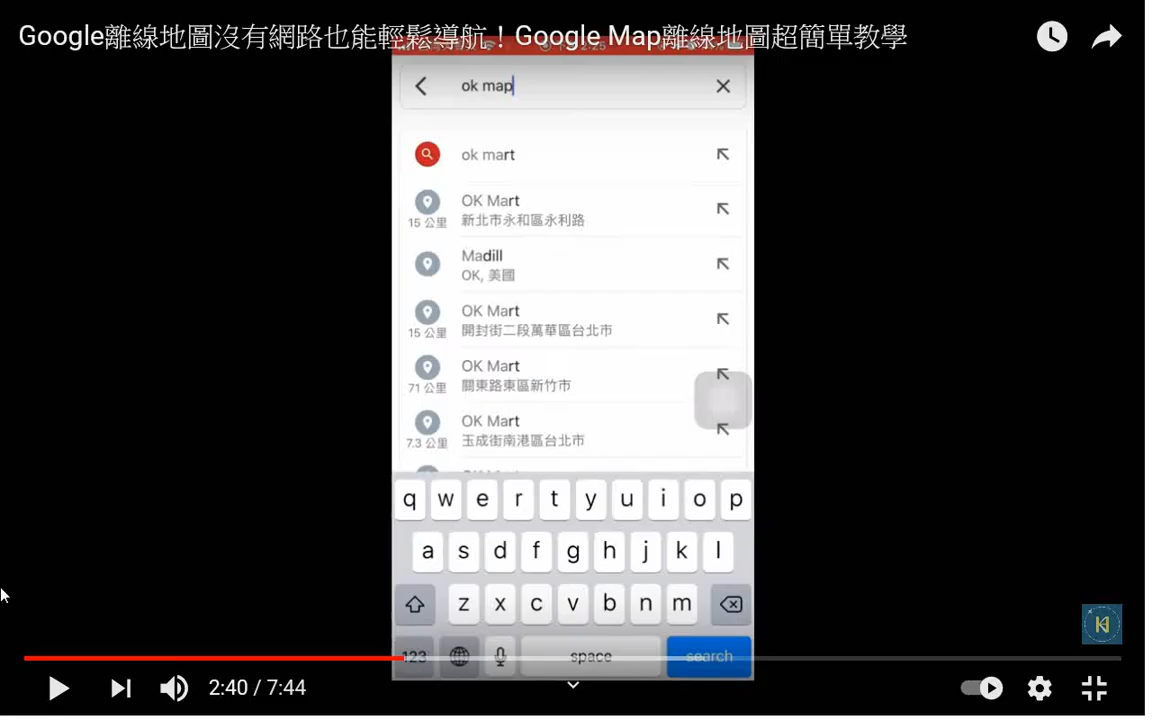 Google離線地圖沒有網路也能輕鬆導航！Google Map離線地圖超簡單教學
ok map
ok mart
OK Mart
15 公里
新北市永和區永利路
Madill
OK, 美國
OK Mart
15 公里
開封街二段萬華區台北市
OK Mart
71 公里
關東路東區新竹市
OK Mart
7.3 公里
玉成街南港區台北市
q w e r t y u i o p
a s d f g h j k l
z x c v b n m
123 space search
2:40 / 7:44